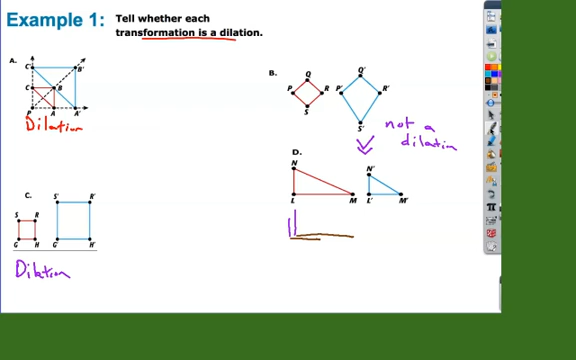 Example 1:
Tell whether each
transformation is a dilation.
A.
C' B'
C B
P A A'
Dilation
B.
Q Q'
P R P' R'
S S'
not a
dilation
C.
S R S' R'
G H G' H'
Dilation
D.
N N'
L M L' M'